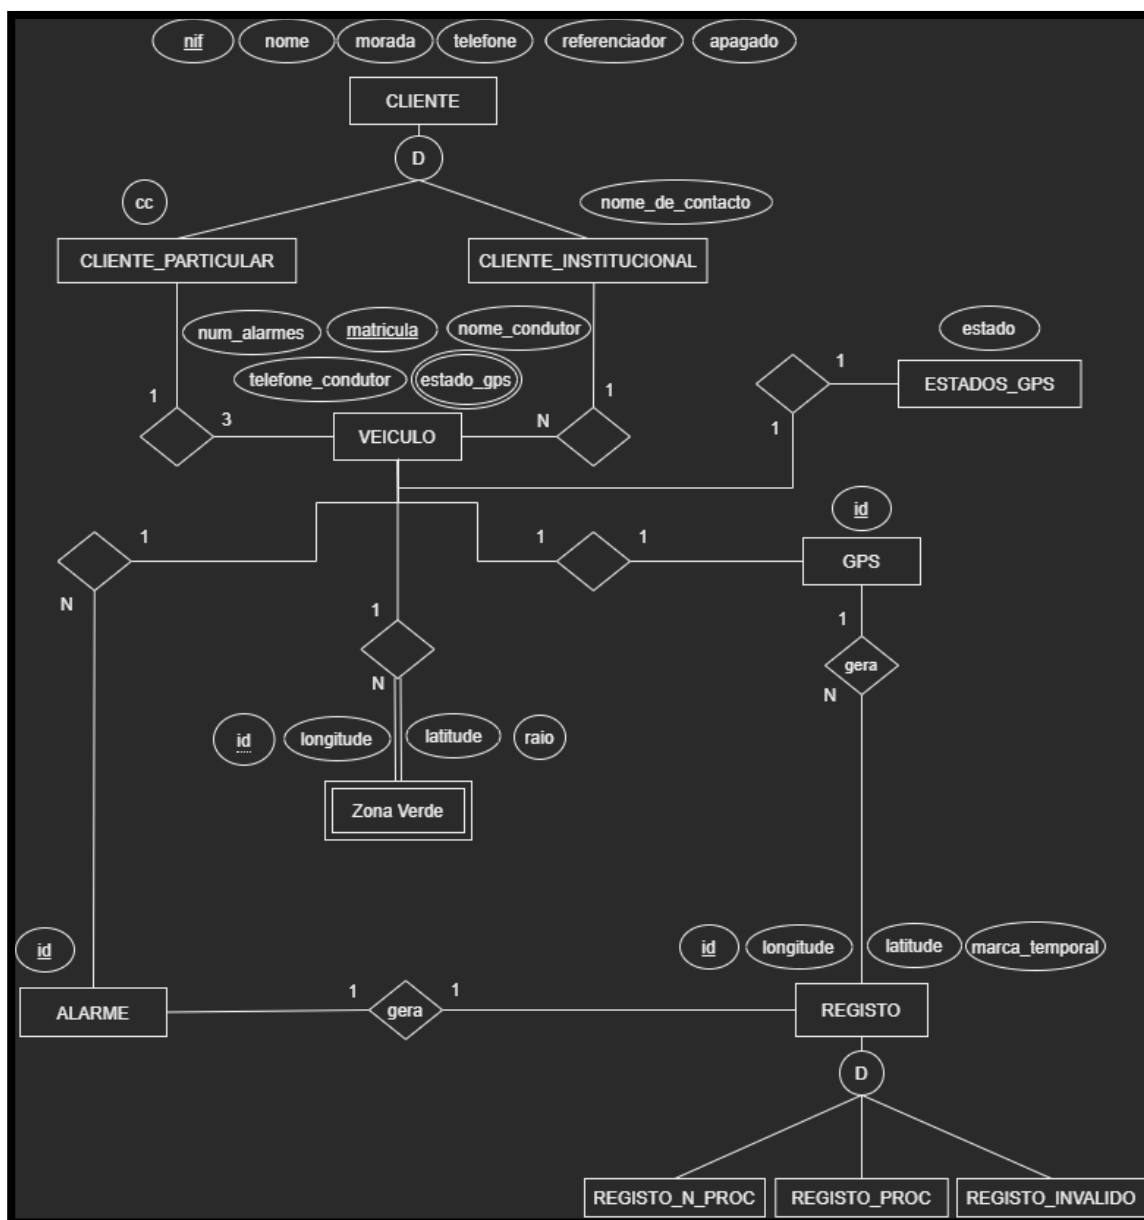 nif nome morada telefone referenciador apagado
CLIENTE
D
cc nome_de_contacto
CLIENTE_PARTICULAR CLIENTE_INSTITUCIONAL
num_alarmes matricula nome_condutor estado
telefone_condutor estado_gps 1 ESTADOS_GPS
1 1
3 VEICULO N 1
id
1 1 1 GPS
N 1 1
gera
N N
id longitude latitude raio
Zona Verde
id id longitude latitude marca_temporal
ALARME 1 gera 1 REGISTO
D
REGISTO_N_PROC REGISTO_PROC REGISTO_INVALIDO